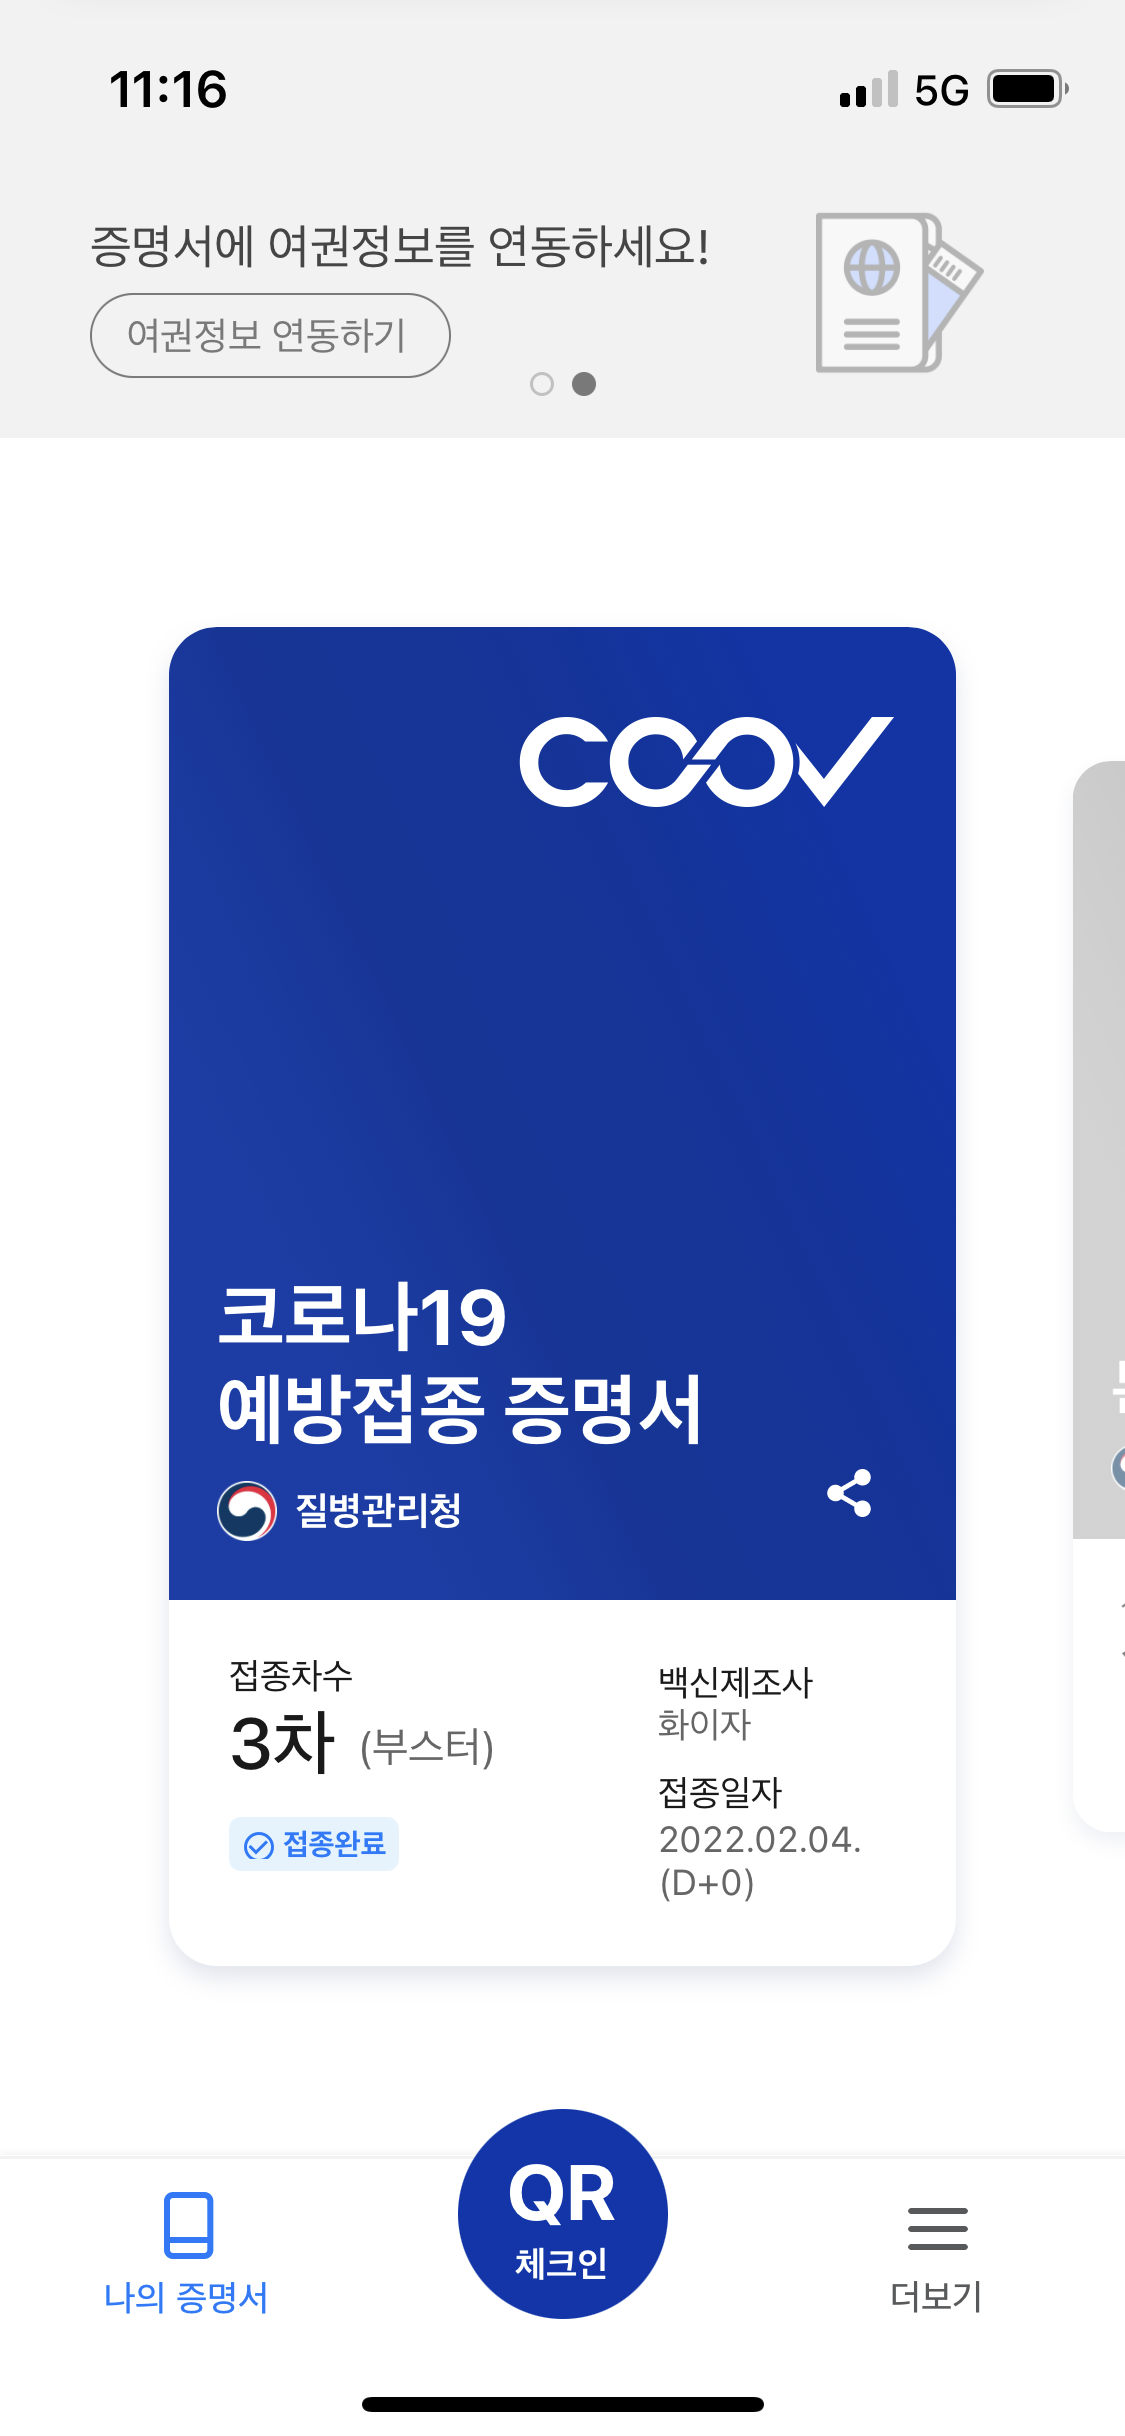 11:16
5G
증명서에 여권정보를 연동하세요!
여권정보 연동하기
COOV
코로나19
예방접종 증명서
질병관리청
접종차수
3차 (부스터)
접종완료
백신제조사
화이자
접종일자
2022.02.04.
(D+0)
QR
체크인
나의 증명서
더보기